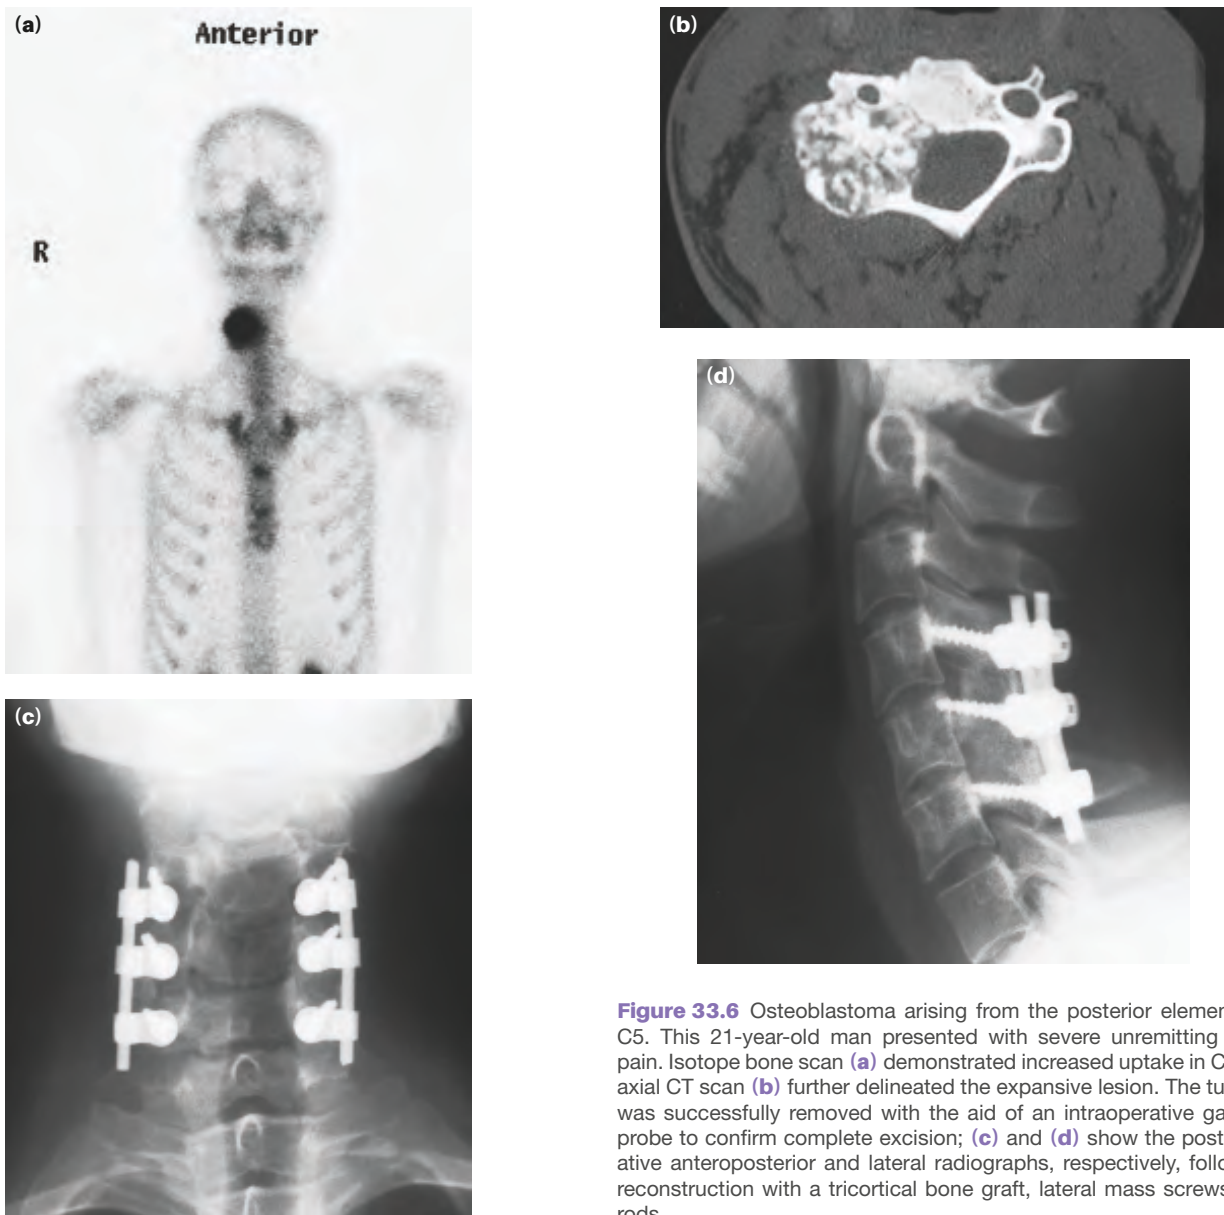 (a)
Anterior
R
(b)
(d)
(c)
Figure 33.6 Osteoblastoma arising from the posterior elemen
C5. This 21-year-old man presented with severe unremitting
pain. Isotope bone scan (a) demonstrated increased uptake in C
axial CT scan (b) further delineated the expansive lesion. The tu
was successfully removed with the aid of an intraoperative ga
probe to confirm complete excision; (c) and (d) show the post
ative anteroposterior and lateral radiographs, respectively, follo
reconstruction with a tricortical bone graft, lateral mass screws
rods.